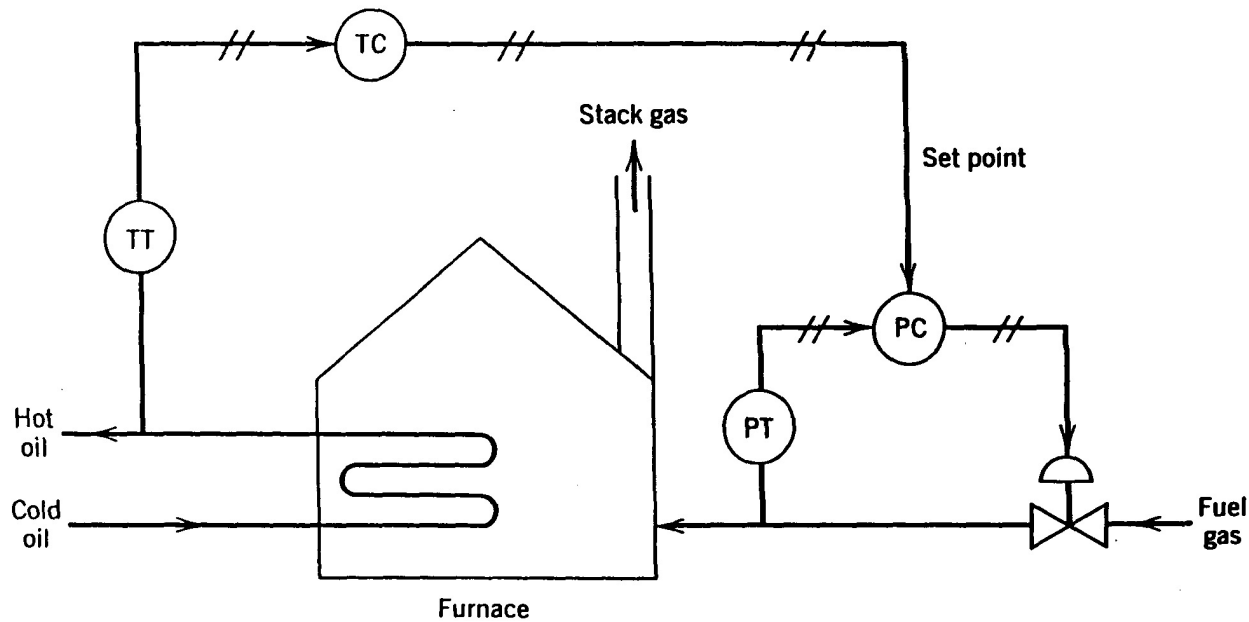 TC
Stack gas
Set point
TT
PC
PT
Hot
oil
Cold
oil
Fuel
gas
Furnace